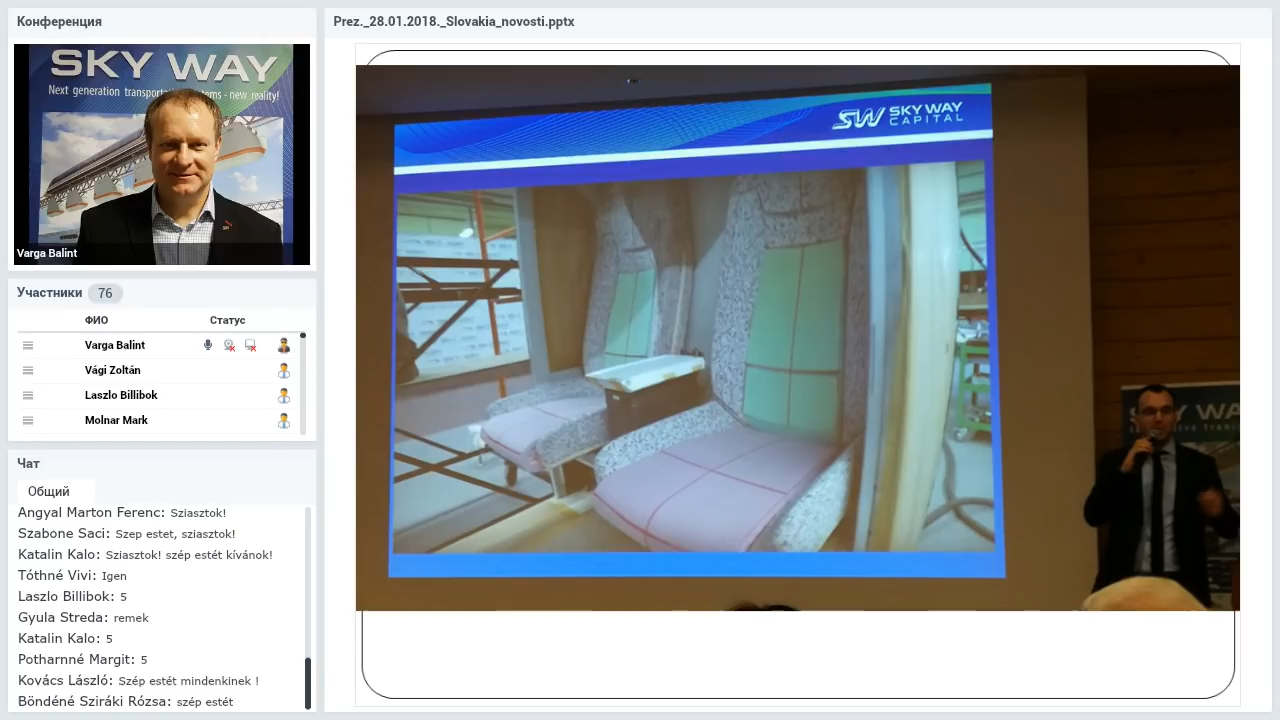 Конференция
SKY WAY
Next generation transporta
ems - new reality!
Varga Balint
Участники 76
ФИО Статус
Varga Balint
Vági Zoltán
Laszlo Billibok
Molnar Mark
Чат
Общий
Angyal Marton Ferenc: Sziasztok!
Szabone Saci: Szep estet, sziasztok!
Katalin Kalo: Sziasztok! szép estét kívánok!
Tóthné Vivi: Igen
Laszlo Billibok: 5
Gyula Streda: remek
Katalin Kalo: 5
Potharnné Margit: 5
Kovács László: Szép estét mindenkinek !
Böndéné Sziráki Rózsa: szép estét
Prez._28.01.2018._Slovakia_novosti.pptx
SW SKY WAY
CAPITAL
SKY WA